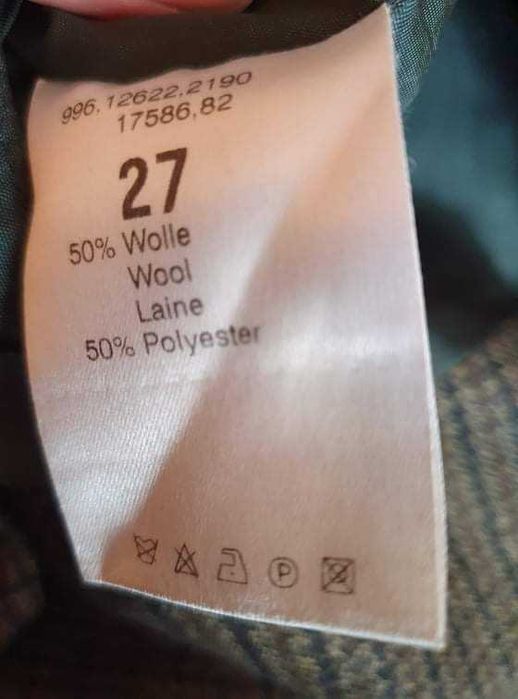 996.12622.2190
17586,82
27
50% Wolle
Wool
Laine
50% Polyester
P